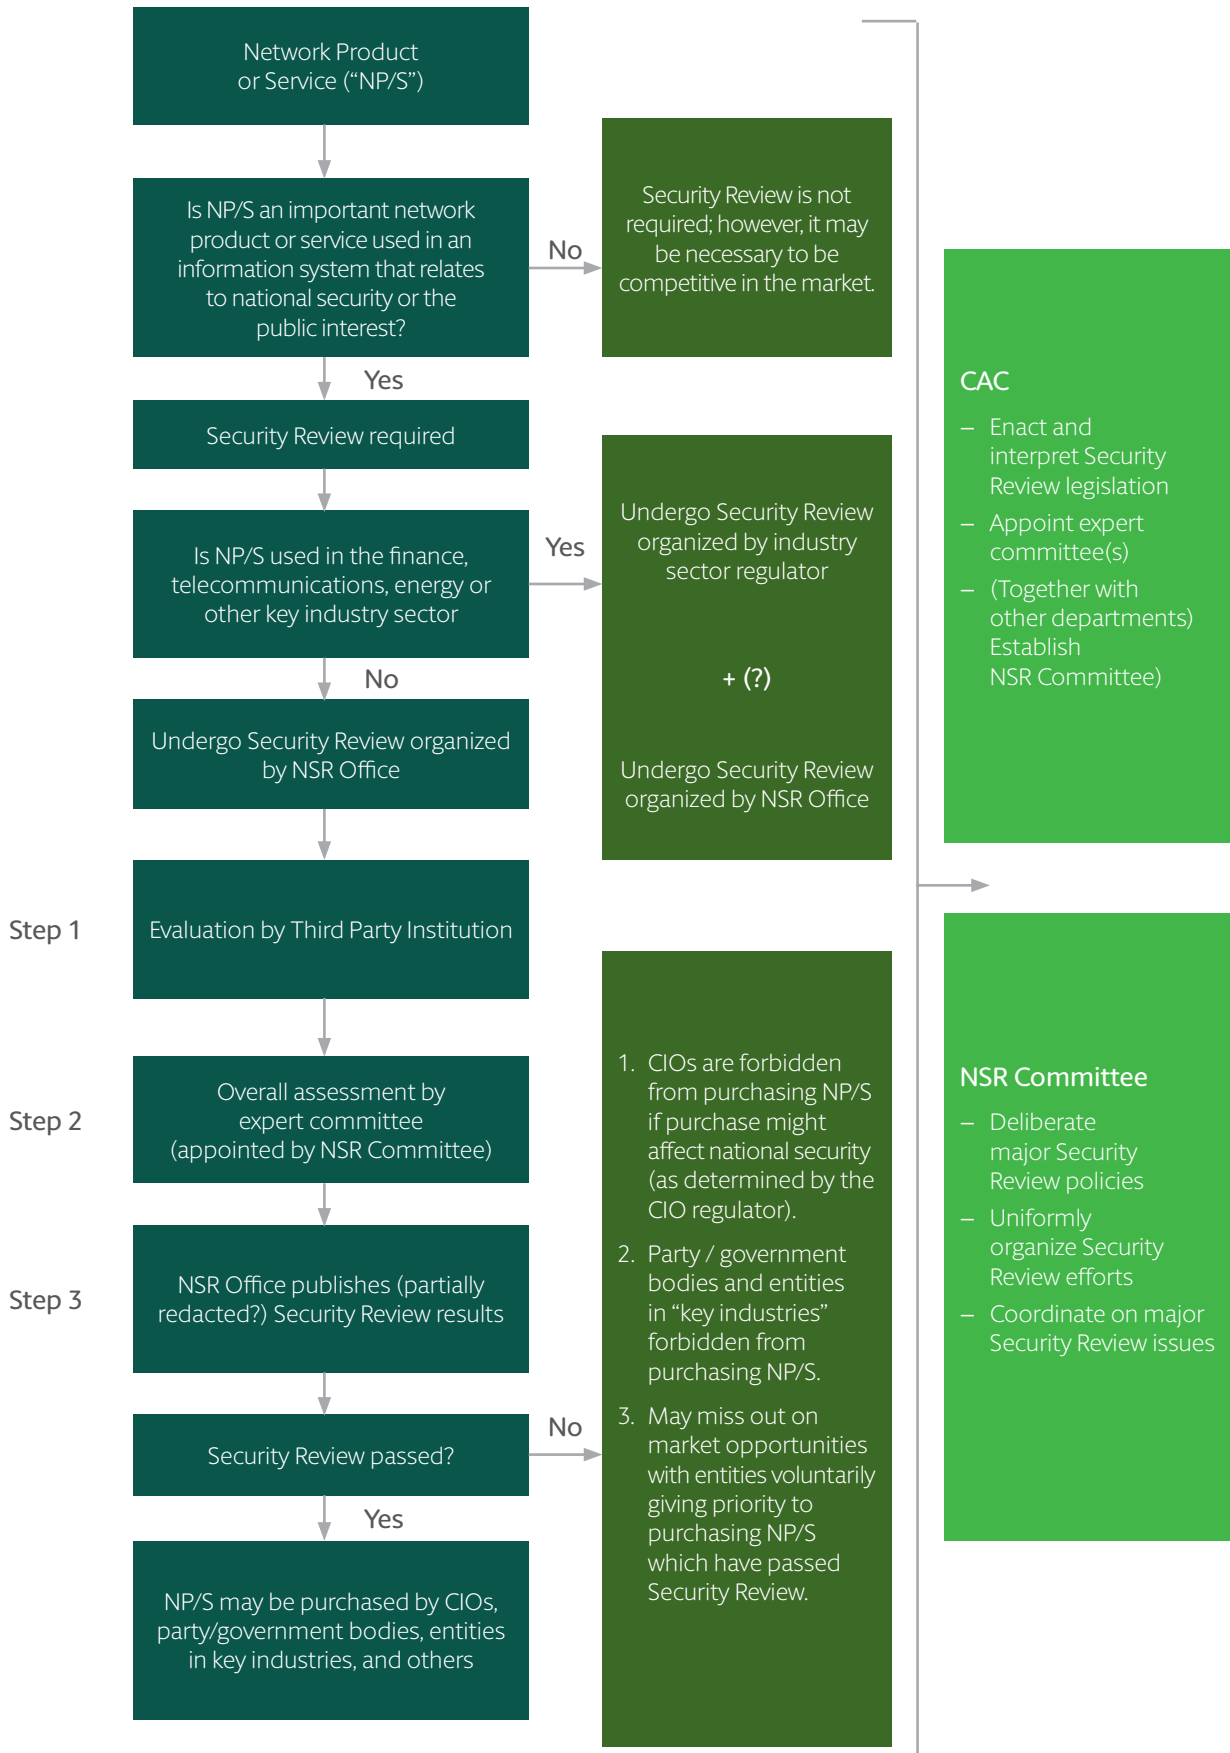 Network Product
or Service (“NP/S”)
Is NP/S an important network
product or service used in an
information system that relates
to national security or the
public interest?
No
Security Review is not
required; however, it may
be necessary to be
competitive in the market.
Yes
Security Review required
Is NP/S used in the finance,
telecommunications, energy or
other key industry sector
Yes
Undergo Security Review
organized by industry
sector regulator
+ (?)
Undergo Security Review
organized by NSR Office
No
Undergo Security Review organized
by NSR Office
Step 1
Evaluation by Third Party Institution
Step 2
Overall assessment by
expert committee
(appointed by NSR Committee)
Step 3
NSR Office publishes (partially
redacted?) Security Review results
Security Review passed?
No
1. CIOs are forbidden
from purchasing NP/S
if purchase might
affect national security
(as determined by the
CIO regulator).
2. Party / government
bodies and entities
in “key industries”
forbidden from
purchasing NP/S.
3. May miss out on
market opportunities
with entities voluntarily
giving priority to
purchasing NP/S
which have passed
Security Review.
Yes
NP/S may be purchased by CIOs,
party/government bodies, entities
in key industries, and others
CAC
– Enact and
interpret Security
Review legislation
– Appoint expert
committee(s)
– (Together with
other departments)
Establish
NSR Committee)
NSR Committee
– Deliberate
major Security
Review policies
– Uniformly
organize Security
Review efforts
– Coordinate on major
Security Review issues